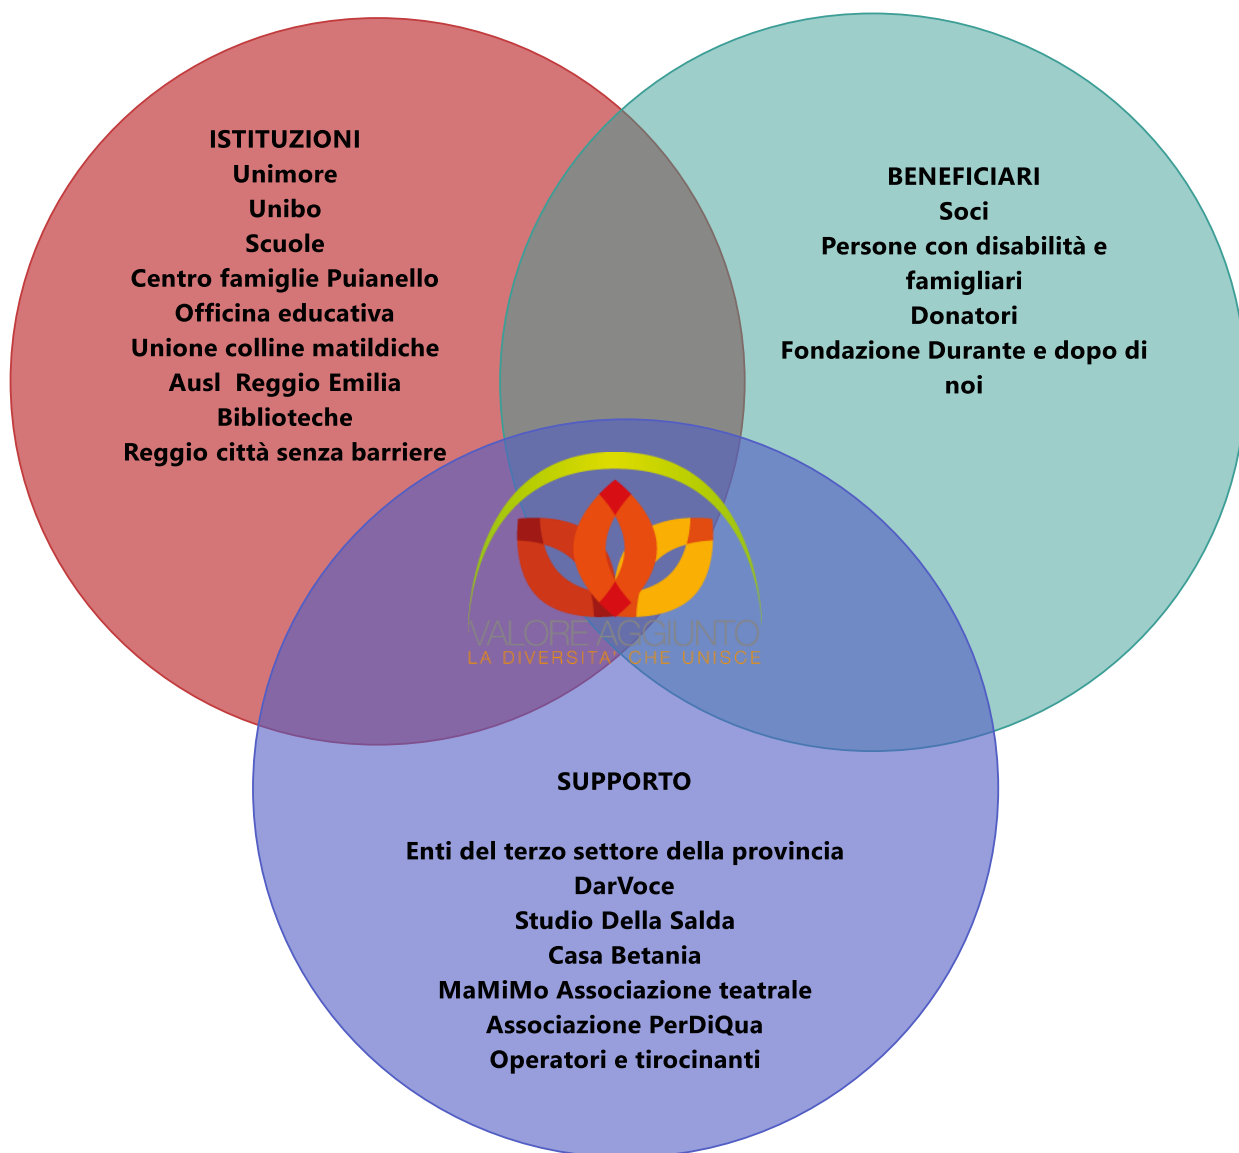 ISTITUZIONI
Unimore
Unibo
Scuole
Centro famiglie Puianello
Officina educativa
Unione colline matildiche
Ausl  Reggio Emilia
Biblioteche
Reggio città senza barriere
BENEFICIARI
Soci
Persone con disabilità e
famigliari
Donatori
Fondazione Durante e dopo di
noi
VALORE AGGIUNTO
LA DIVERSITA' CHE UNISCE
SUPPORTO
Enti del terzo settore della provincia
DarVoce
Studio Della Salda
Casa Betania
MaMiMo Associazione teatrale
Associazione PerDiQua
Operatori e tirocinanti